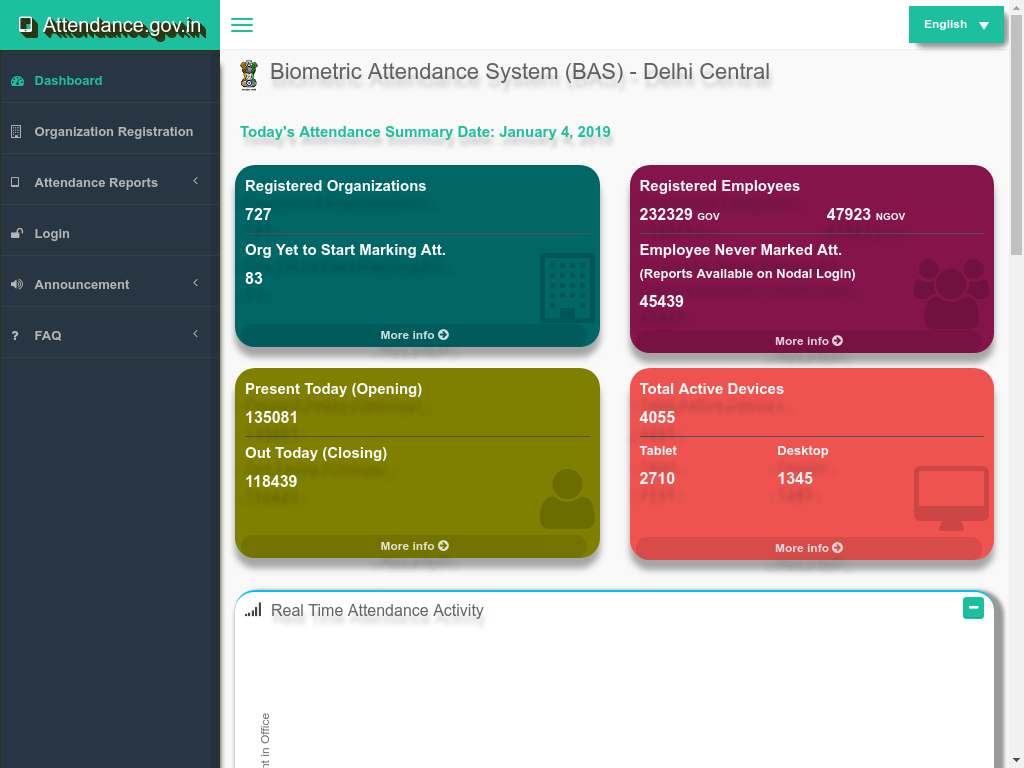 Attendance.gov.in
English
Dashboard
Organization Registration
Attendance Reports
Login
Announcement
FAQ
Biometric Attendance System (BAS) - Delhi Central
Today's Attendance Summary Date: January 4, 2019
Registered Organizations
727
Org Yet to Start Marking Att.
83
More info
Registered Employees
232329 GOV 47923 NGOV
Employee Never Marked Att.
(Reports Available on Nodal Login)
45439
More info
Present Today (Opening)
135081
Out Today (Closing)
118439
More info
Total Active Devices
4055
Tablet Desktop
2710 1345
More info
Real Time Attendance Activity
in Office